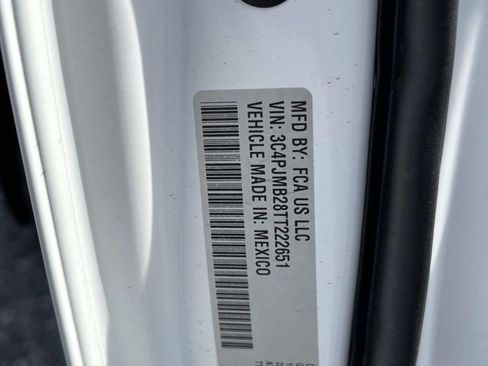 MFD BY: FCA US LLC
VIN: 3C4PJMB28TT222651
VEHICLE MADE IN: MEXICO